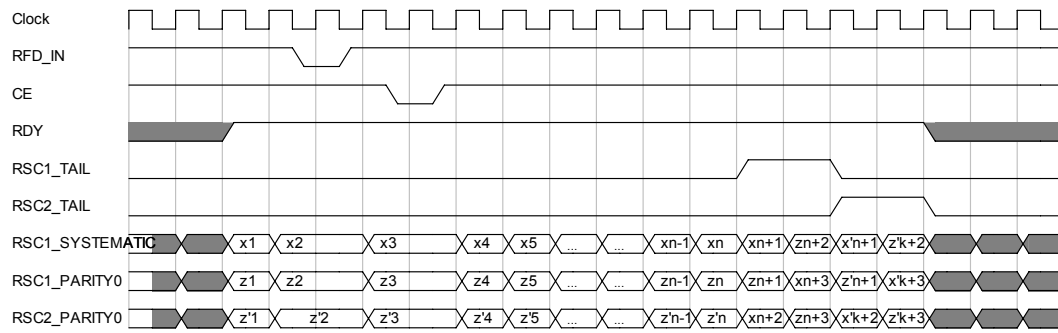 Clock
RFD_IN
CE
RDY
RSC1_TAIL
RSC2_TAIL
RSC1_SYSTEMATIC x1 x2 x3 x4 x5 ... ... xn-1 xn xn+1 zn+2 x'n+1 z'k+2
RSC1_PARITY0 z1 z2 z3 z4 z5 ... ... zn-1 zn zn+1 xn+3 z'n+1 x'k+3
RSC2_PARITY0 z'1 z'2 z'3 z'4 z'5 ... ... z'n-1 z'n xn+2 zn+3 x'k+2 z'k+3